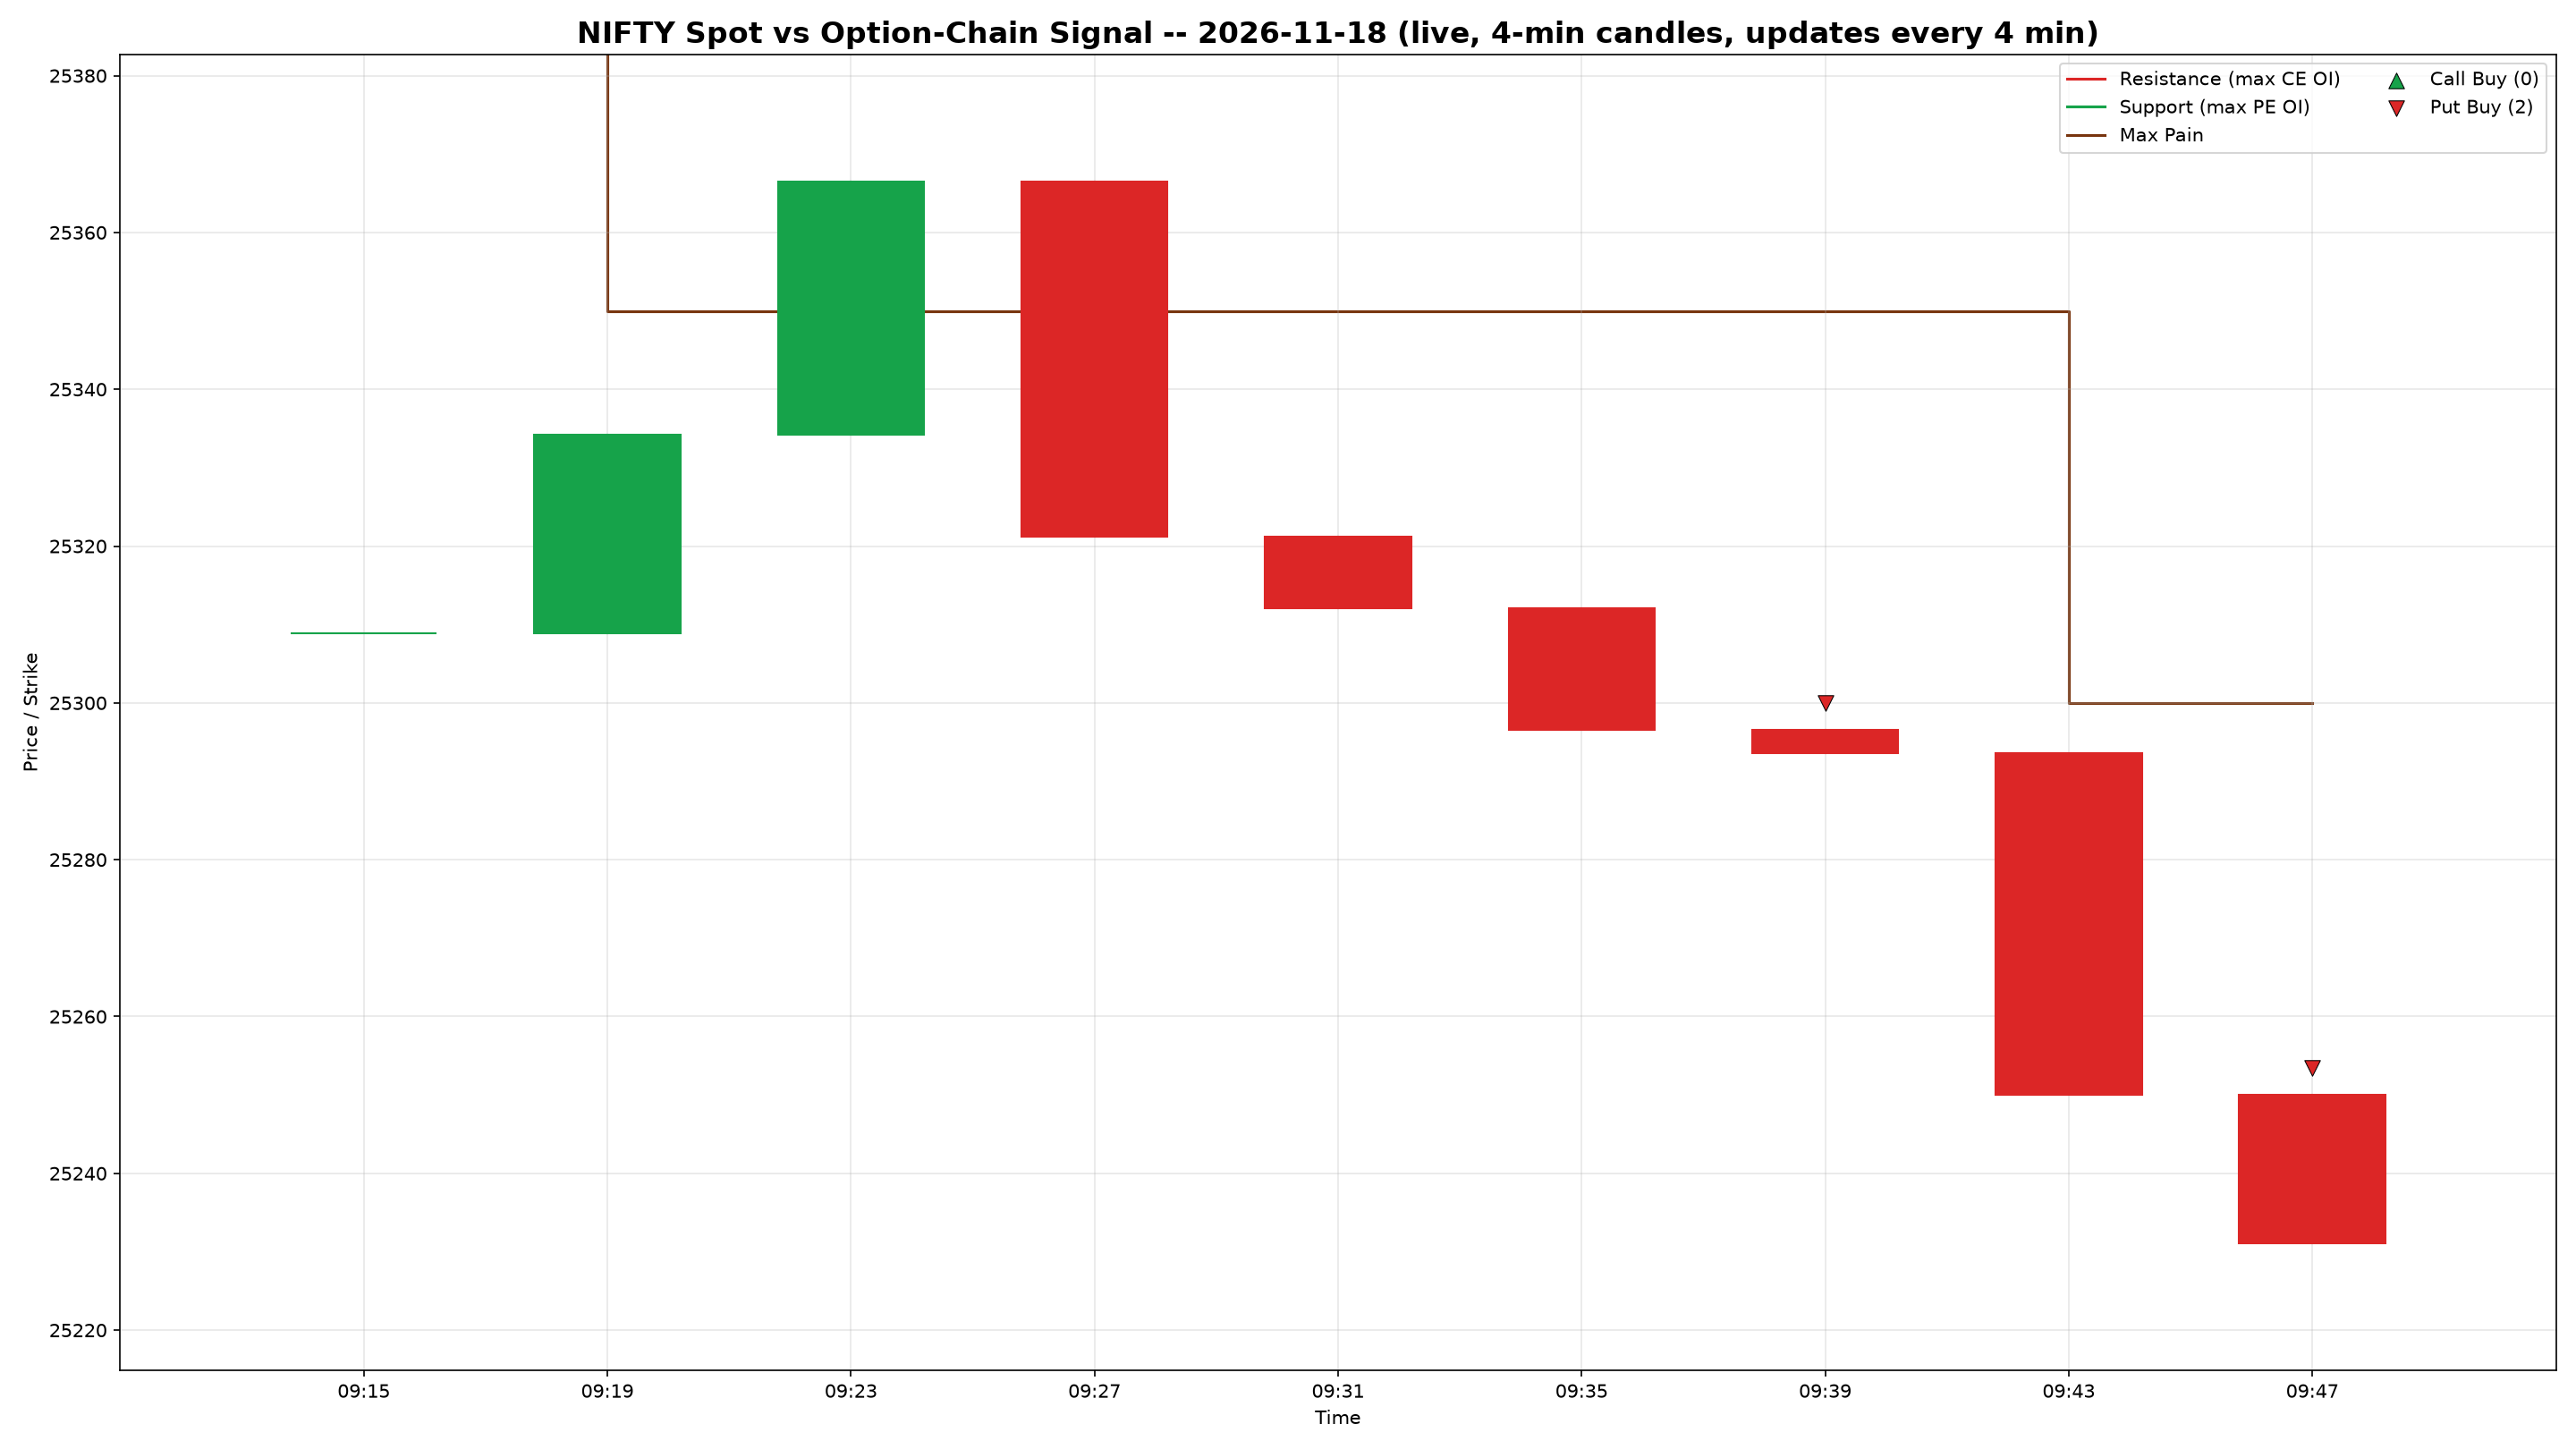 NIFTY Spot vs Option-Chain Signal -- 2026-11-18 (live, 4-min candles, updates every 4 min)
Resistance (max CE OI)
Support (max PE OI)
Max Pain
Call Buy (0)
Put Buy (2)
Price / Strike
25380
25360
25340
25320
25300
25280
25260
25240
25220
09:15 09:19 09:23 09:27 09:31 09:35 09:39 09:43 09:47
Time